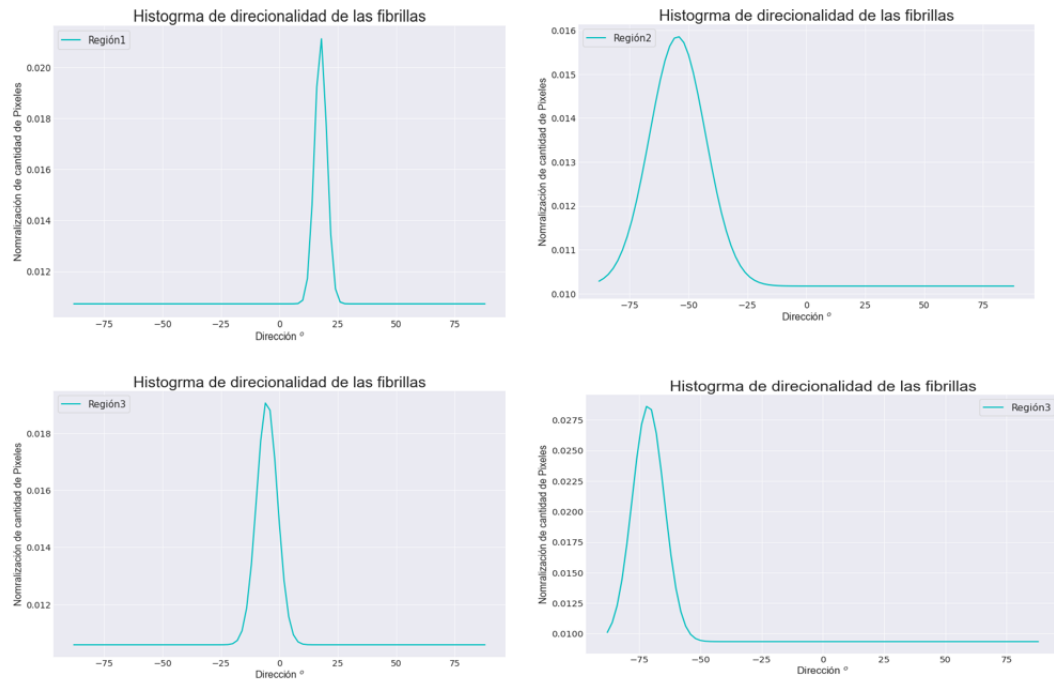 Histogrma de direcionalidad de las fibrillas
Región1
Nomralización de cantidad de Pixeles
0.020
0.018
0.016
0.014
0.012
−75 −50 −25 0 25 50 75
Dirección º
Histogrma de direcionalidad de las fibrillas
Región2
Nomralización de cantidad de Pixeles
0.016
0.015
0.014
0.013
0.012
0.011
0.010
−75 −50 −25 0 25 50 75
Dirección º
Histogrma de direcionalidad de las fibrillas
Región3
Nomralización de cantidad de Pixeles
0.018
0.016
0.014
0.012
−75 −50 −25 0 25 50 75
Dirección º
Histogrma de direcionalidad de las fibrillas
Región3
Nomralización de cantidad de Pixeles
0.0275
0.0250
0.0225
0.0200
0.0175
0.0150
0.0125
0.0100
−75 −50 −25 0 25 50 75
Dirección º